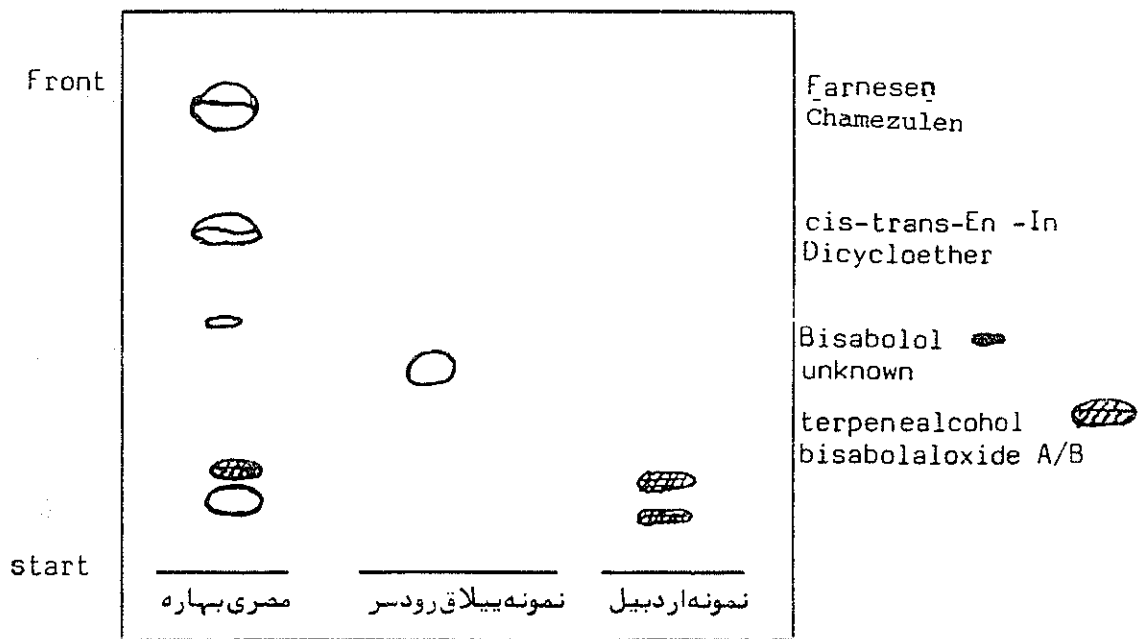 Front
Farnesen
Chamezulen
cis-trans-En -In
Dicycloether
Bisabolol
unknown
terpenealcohol
bisabolaloxide A/B
start
مصری بهاره
نمونه ییلاق رودسر
نمونه اردبیل